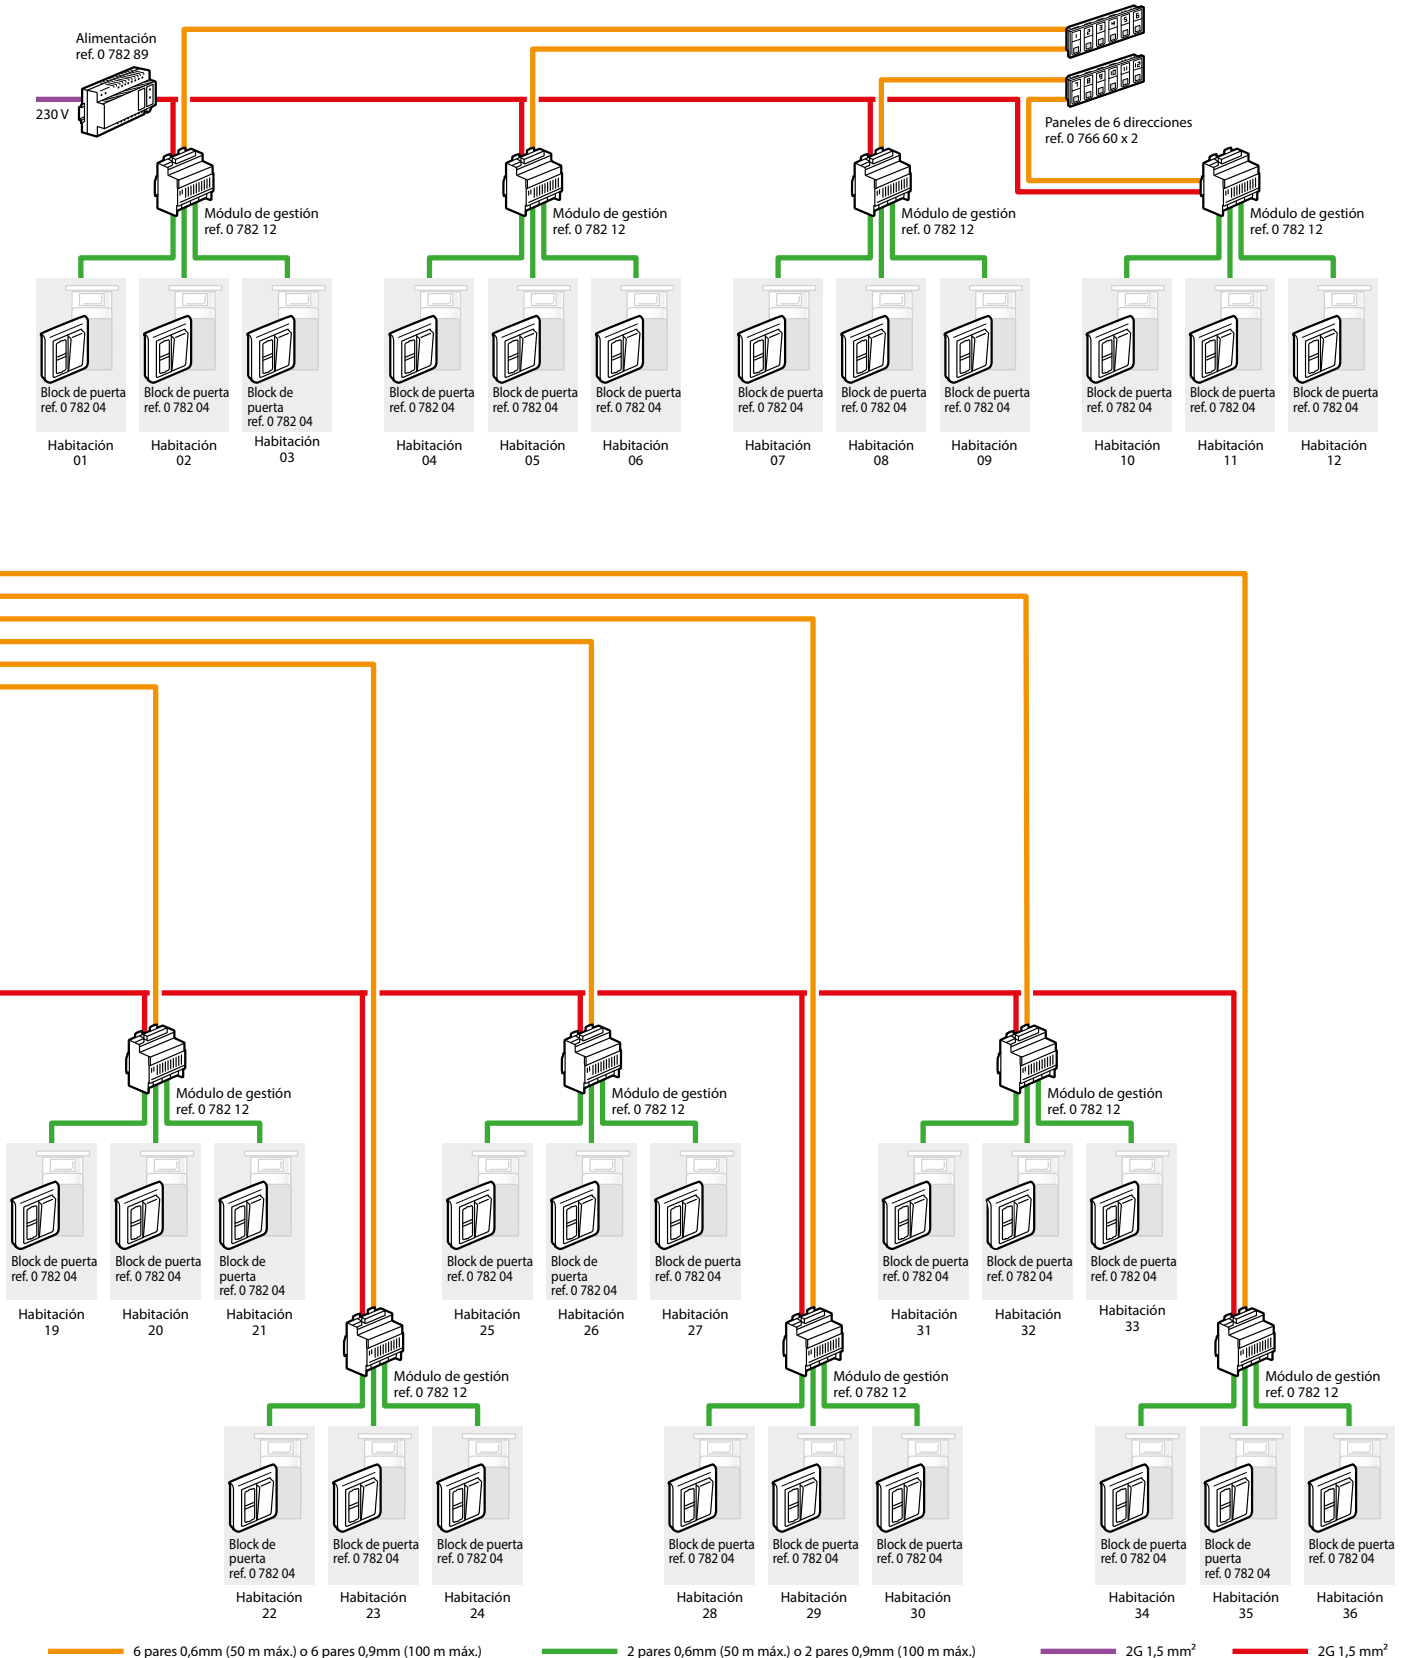 Alimentación
ref. 0 782 89
230 V
1 2 3 4 5 6
7 8 9 10 11 12
Paneles de 6 direcciones
ref. 0 766 60 x 2
Módulo de gestión
ref. 0 782 12
Módulo de gestión
ref. 0 782 12
Módulo de gestión
ref. 0 782 12
Módulo de gestión
ref. 0 782 12
Block de puerta
ref. 0 782 04
Habitación
01
Block de puerta
ref. 0 782 04
Habitación
02
Block de
puerta
ref. 0 782 04
Habitación
03
Block de puerta
ref. 0 782 04
Habitación
04
Block de puerta
ref. 0 782 04
Habitación
05
Block de puerta
ref. 0 782 04
Habitación
06
Block de puerta
ref. 0 782 04
Habitación
07
Block de puerta
ref. 0 782 04
Habitación
08
Block de puerta
ref. 0 782 04
Habitación
09
Block de puerta
ref. 0 782 04
Habitación
10
Block de puerta
ref. 0 782 04
Habitación
11
Block de puerta
ref. 0 782 04
Habitación
12
Módulo de gestión
ref. 0 782 12
Módulo de gestión
ref. 0 782 12
Módulo de gestión
ref. 0 782 12
Block de puerta
ref. 0 782 04
Habitación
19
Block de puerta
ref. 0 782 04
Habitación
20
Block de
puerta
ref. 0 782 04
Habitación
21
Block de puerta
ref. 0 782 04
Habitación
25
Block de
puerta
ref. 0 782 04
Habitación
26
Block de puerta
ref. 0 782 04
Habitación
27
Block de puerta
ref. 0 782 04
Habitación
31
Block de puerta
ref. 0 782 04
Habitación
32
Block de puerta
ref. 0 782 04
Habitación
33
Módulo de gestión
ref. 0 782 12
Módulo de gestión
ref. 0 782 12
Módulo de gestión
ref. 0 782 12
Block de
puerta
ref. 0 782 04
Habitación
22
Block de puerta
ref. 0 782 04
Habitación
23
Block de puerta
ref. 0 782 04
Habitación
24
Block de puerta
ref. 0 782 04
Habitación
28
Block de puerta
ref. 0 782 04
Habitación
29
Block de puerta
ref. 0 782 04
Habitación
30
Block de puerta
ref. 0 782 04
Habitación
34
Block de
puerta
ref. 0 782 04
Habitación
35
Block de puerta
ref. 0 782 04
Habitación
36
6 pares 0,6mm (50 m máx.) o 6 pares 0,9mm (100 m máx.)
2 pares 0,6mm (50 m máx.) o 2 pares 0,9mm (100 m máx.)
2G 1,5 mm²
2G 1,5 mm²